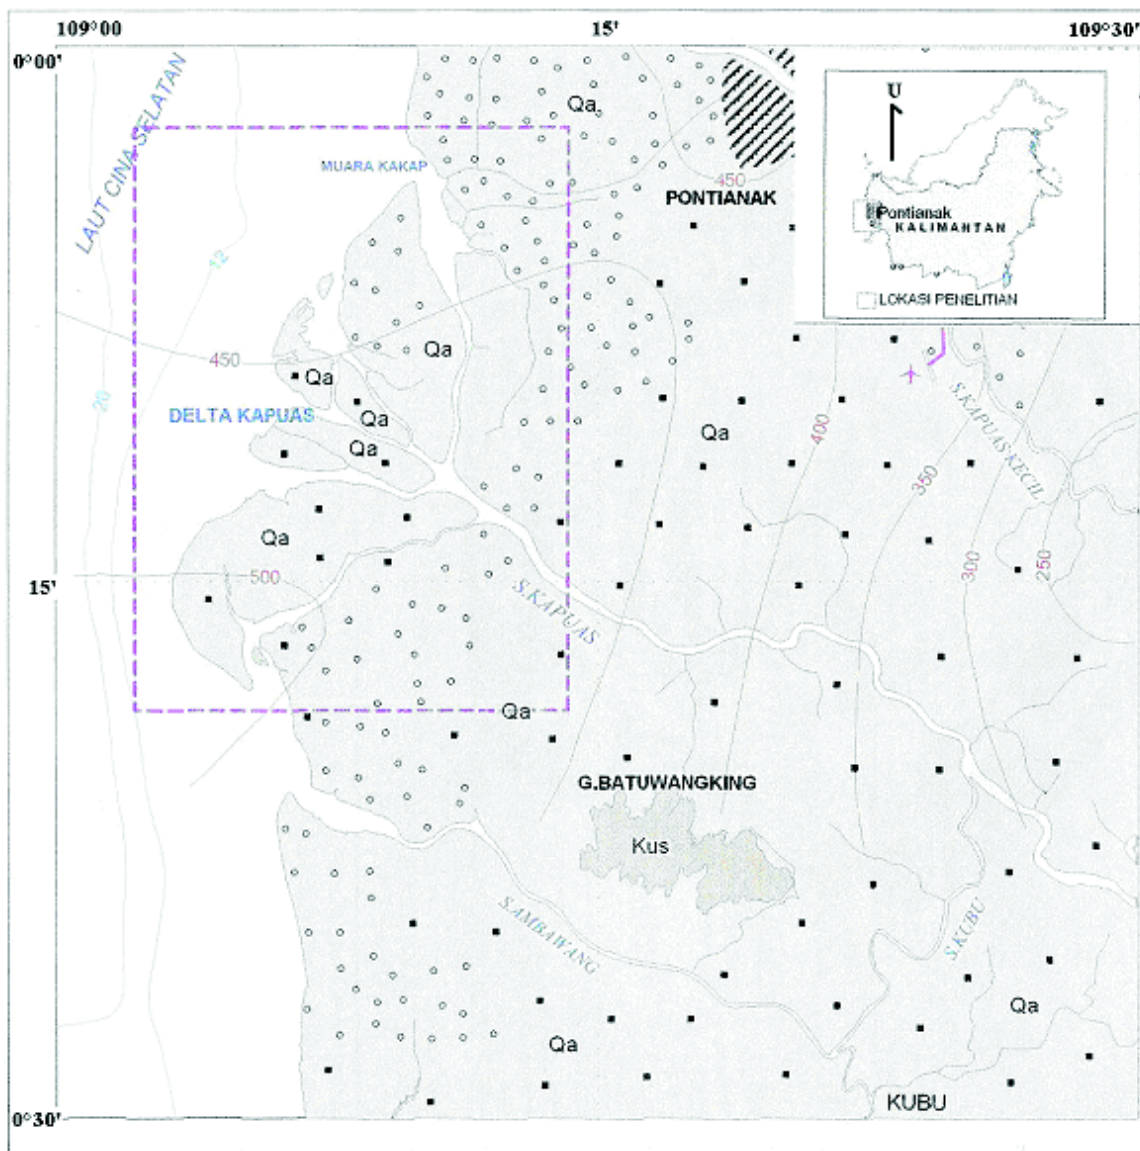 109°00
15'
109°30'
0°00'
LAUT CINA SELATAN
Qa
U
MUARA KAKAP
450
PONTIANAK
Pontianak
KALIMANTAN
12
LOKASI PENELITIAN
Qa
450
Qa
20
DELTA KAPUAS
Qa
Qa
Qa
400
S.KAPUAS KECIL
350
Qa
15'
500
300
250
S.KAPUAS
Qa
G.BATUWANGKING
Kus
S.AMBAWANG
S.KUBU
Qa
Qa
KUBU
0°30'